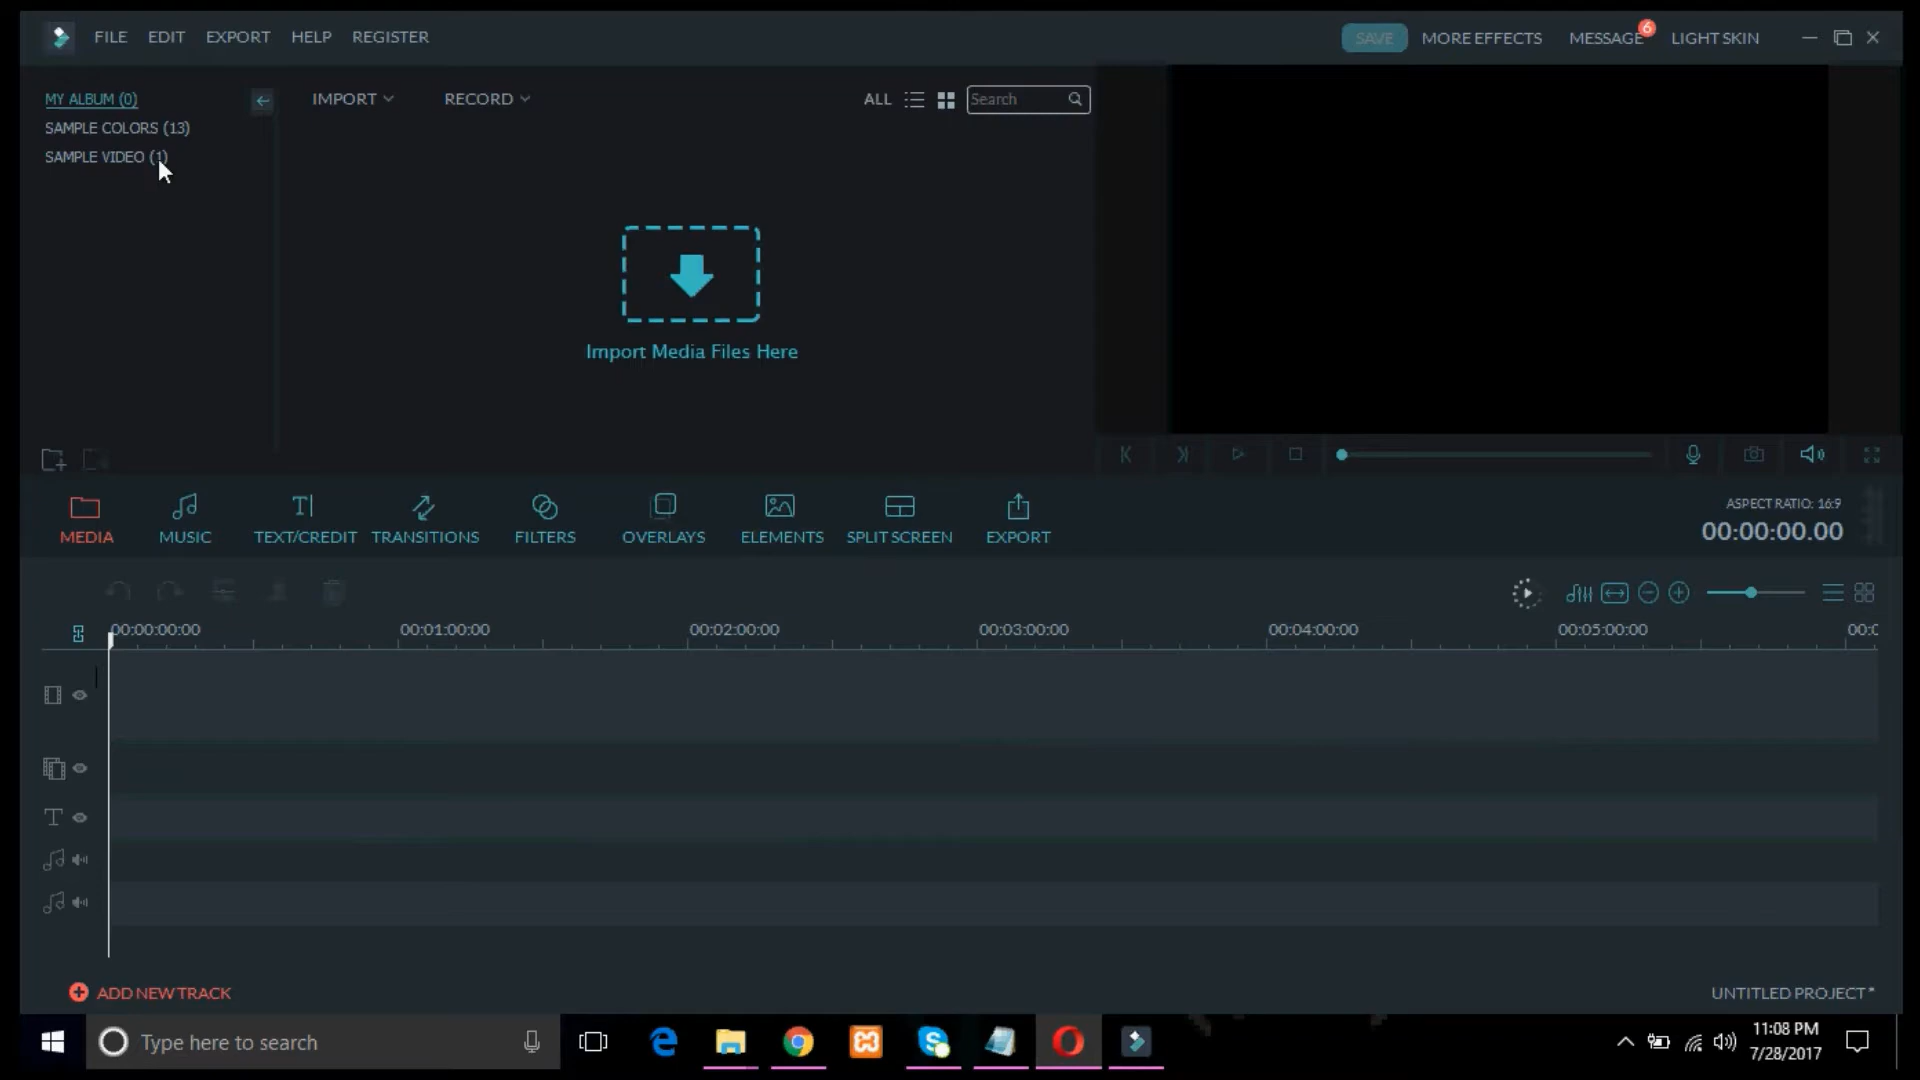 FILE EDIT EXPORT HELP REGISTER
SAVE MORE EFFECTS MESSAGE 6 LIGHT SKIN
MY ALBUM (0)
IMPORT RECORD ALL Search
SAMPLE COLORS (13)
SAMPLE VIDEO (1)
Import Media Files Here
MEDIA MUSIC TEXT/CREDIT TRANSITIONS FILTERS OVERLAYS ELEMENTS SPLIT SCREEN EXPORT
ASPECT RATIO: 16:9
00:00:00.00
00:00:00:00 00:01:00:00 00:02:00:00 00:03:00:00 00:04:00:00 00:05:00:00
ADD NEW TRACK
UNTITLED PROJECT*
Type here to search
11:08 PM
7/28/2017